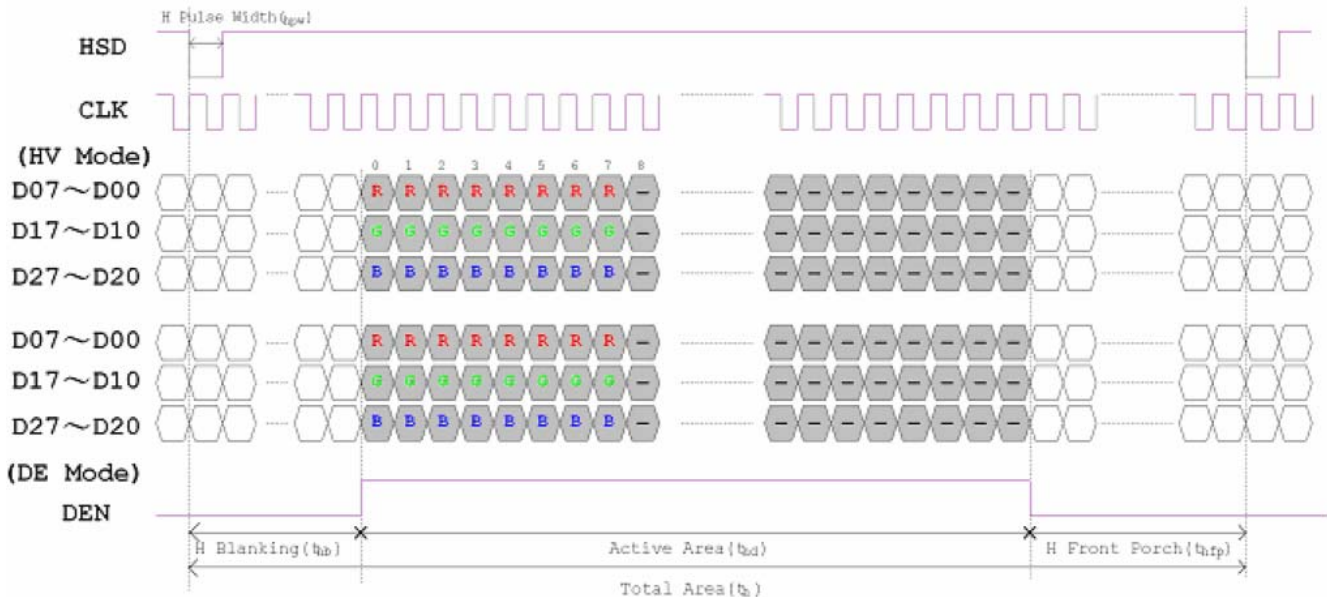 H Pulse Width(thpw)
HSD
CLK
(HV Mode)
0 1 2 3 4 5 6 7 8
D07～D00 R R R R R R R R — — — — — — — — —
D17～D10 G G G G G G G G — — — — — — — — —
D27～D20 B B B B B B B B — — — — — — — — —
D07～D00 R R R R R R R R — — — — — — — — —
D17～D10 G G G G G G G G — — — — — — — — —
D27～D20 B B B B B B B B — — — — — — — — —
(DE Mode)
DEN
H Blanking(thb) Active Area(thd) H Front Porch(thfp)
Total Area(th)